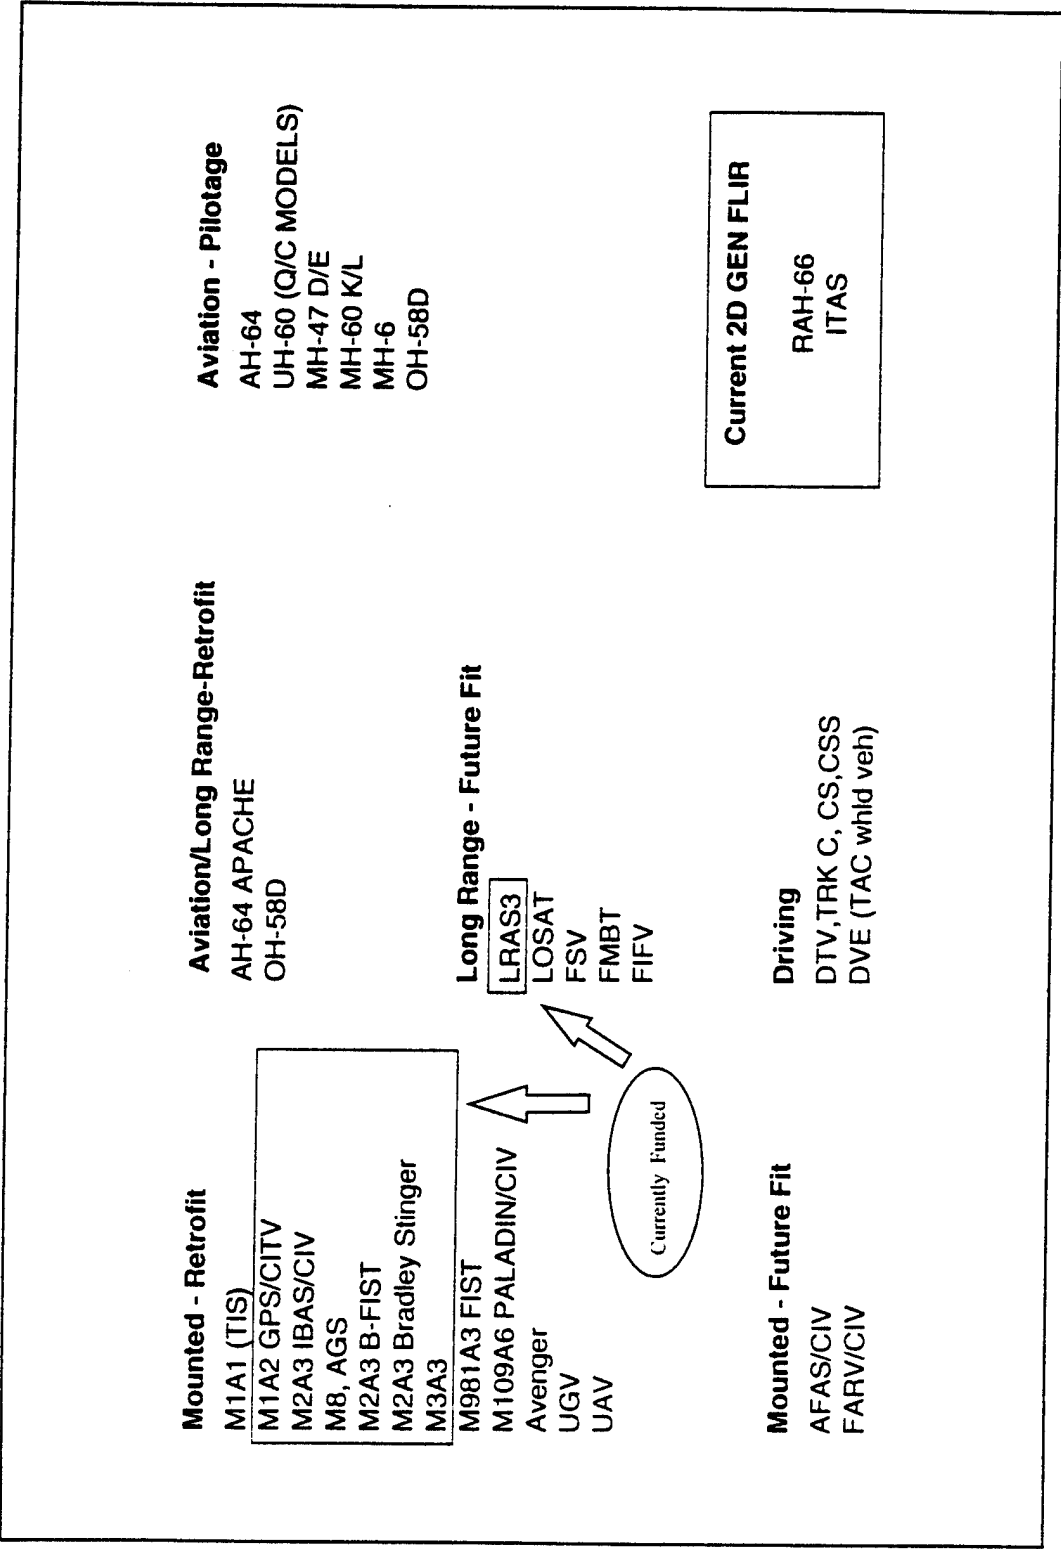 Mounted - Retrofit
M1A1 (TIS)
M1A2 GPS/CITV
M2A3 IBAS/CIV
M8, AGS
M2A3 B-FIST
M2A3 Bradley Stinger
M3A3
M981A3 FIST
M109A6 PALADIN/CIV
Avenger
UGV
UAV
Aviation/Long Range-Retrofit
AH-64 APACHE
OH-58D
Aviation - Pilotage
AH-64
UH-60 (Q/C MODELS)
MH-47 D/E
MH-60 K/L
MH-6
OH-58D
Long Range - Future Fit
LRAS3
LOSAT
FSV
FMBT
FIFV
Currently Funded
Mounted - Future Fit
AFAS/CIV
FARV/CIV
Driving
DTV,TRK C, CS,CSS
DVE (TAC whld veh)
Current 2D GEN FLIR
RAH-66
ITAS